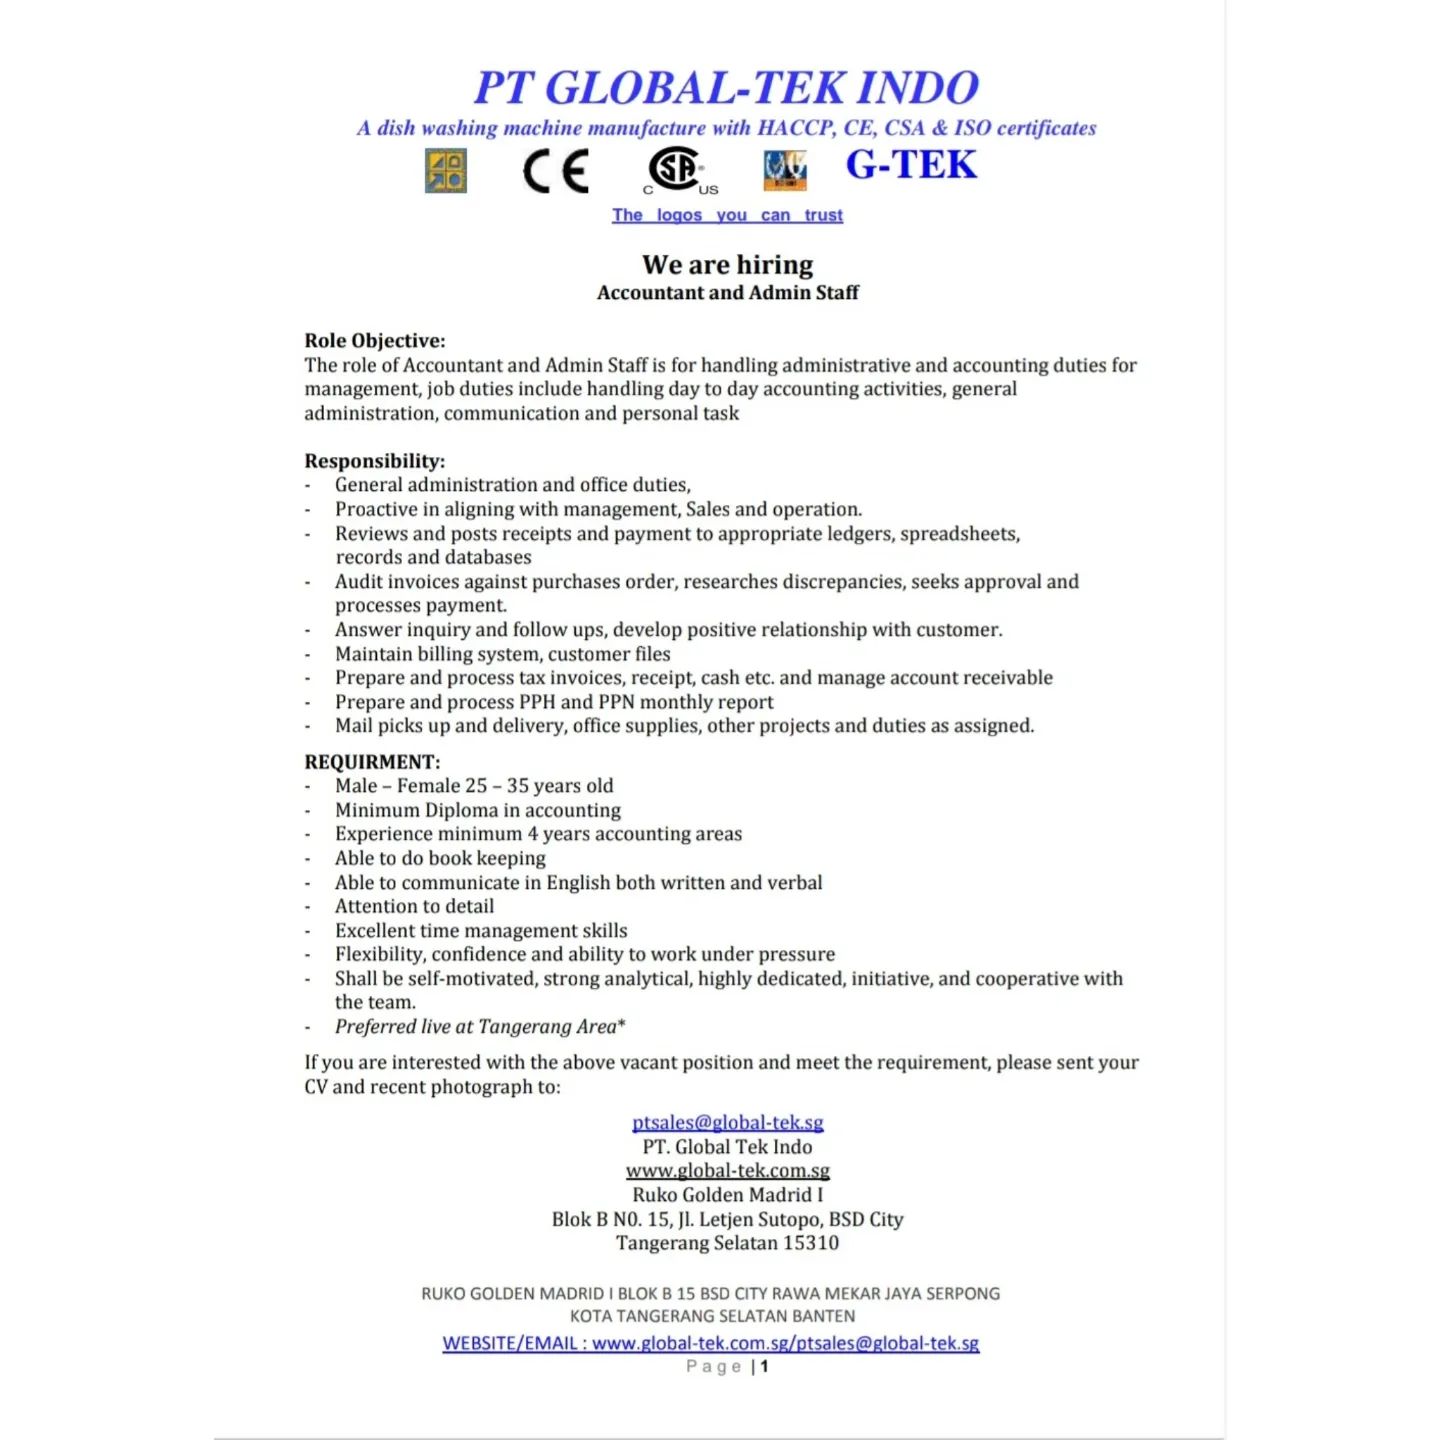 PT GLOBAL-TEK INDO
A dish washing machine manufacture with HACCP, CE, CSA & ISO certificates
CE
SA
C US
G-TEK
The logos you can trust
We are hiring
Accountant and Admin Staff
Role Objective:
The role of Accountant and Admin Staff is for handling administrative and accounting duties for
management, job duties include handling day to day accounting activities, general
administration, communication and personal task
Responsibility:
- General administration and office duties,
- Proactive in aligning with management, Sales and operation.
- Reviews and posts receipts and payment to appropriate ledgers, spreadsheets,
records and databases
- Audit invoices against purchases order, researches discrepancies, seeks approval and
processes payment.
- Answer inquiry and follow ups, develop positive relationship with customer.
- Maintain billing system, customer files
- Prepare and process tax invoices, receipt, cash etc. and manage account receivable
- Prepare and process PPH and PPN monthly report
- Mail picks up and delivery, office supplies, other projects and duties as assigned.
REQUIRMENT:
- Male – Female 25 – 35 years old
- Minimum Diploma in accounting
- Experience minimum 4 years accounting areas
- Able to do book keeping
- Able to communicate in English both written and verbal
- Attention to detail
- Excellent time management skills
- Flexibility, confidence and ability to work under pressure
- Shall be self-motivated, strong analytical, highly dedicated, initiative, and cooperative with
the team.
- Preferred live at Tangerang Area*
If you are interested with the above vacant position and meet the requirement, please sent your
CV and recent photograph to:
ptsales@global-tek.sg
PT. Global Tek Indo
www.global-tek.com.sg
Ruko Golden Madrid I
Blok B N0. 15, Jl. Letjen Sutopo, BSD City
Tangerang Selatan 15310
RUKO GOLDEN MADRID I BLOK B 15 BSD CITY RAWA MEKAR JAYA SERPONG
KOTA TANGERANG SELATAN BANTEN
WEBSITE/EMAIL : www.global-tek.com.sg/ptsales@global-tek.sg
Page | 1